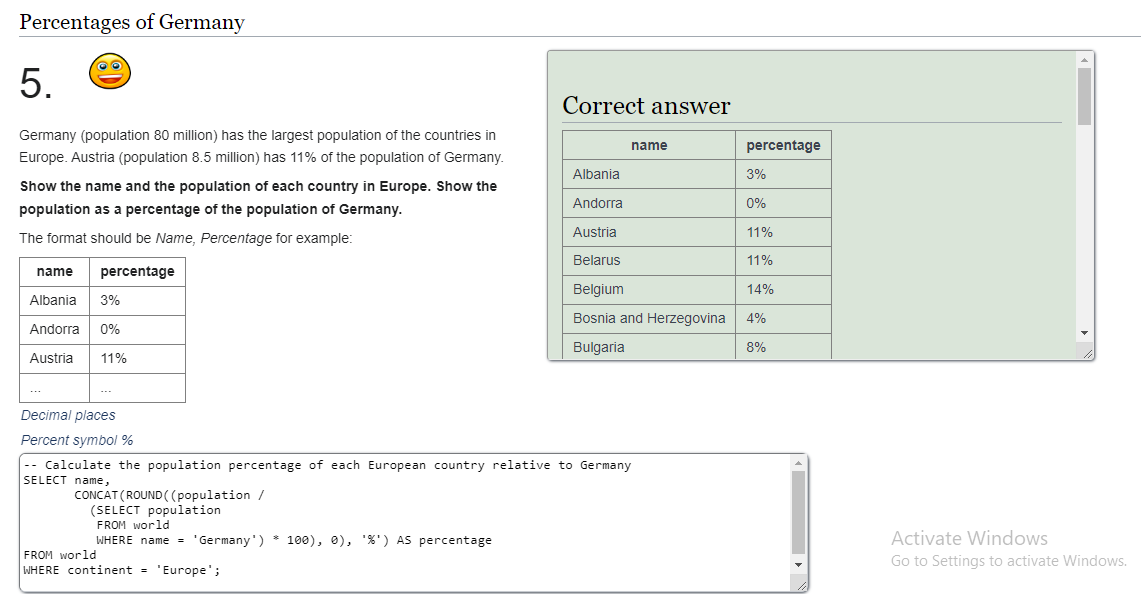 Percentages of Germany
5.
Germany (population 80 million) has the largest population of the countries in
Europe. Austria (population 8.5 million) has 11% of the population of Germany.
Show the name and the population of each country in Europe. Show the
population as a percentage of the population of Germany.
The format should be Name, Percentage for example:
name percentage
Albania 3%
Andorra 0%
Austria 11%
... ...
Decimal places
Percent symbol %
-- Calculate the population percentage of each European country relative to Germany
SELECT name,
CONCAT(ROUND((population /
(SELECT population
FROM world
WHERE name = 'Germany') * 100), 0), '%') AS percentage
FROM world
WHERE continent = 'Europe';
Correct answer
name percentage
Albania 3%
Andorra 0%
Austria 11%
Belarus 11%
Belgium 14%
Bosnia and Herzegovina 4%
Bulgaria 8%
Activate Windows
Go to Settings to activate Windows.